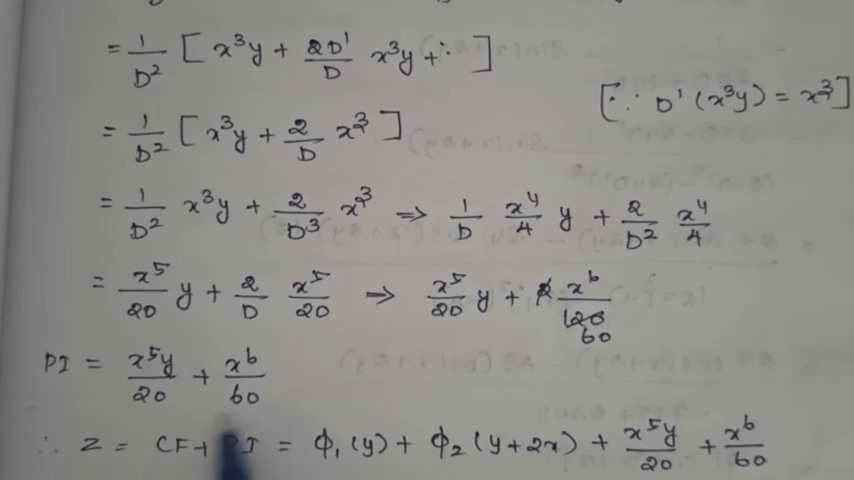 = 1/D² [ x³y + 2D'/D x³y + ⋯ ]
[∵ D'(x³y) = x³]
= 1/D² [ x³y + 2/D x³ ]
= 1/D² x³y + 2/D³ x³ ⇒ 1/D x⁴/4 y + 2/D² x⁴/4
= x⁵/20 y + 2/D x⁵/20 ⇒ x⁵/20 y + 2 x⁶/120 60
PI = x⁵y/20 + x⁶/60
∴ Z = CF + PI = ϕ₁(y) + ϕ₂(y+2x) + x⁵y/20 + x⁶/60